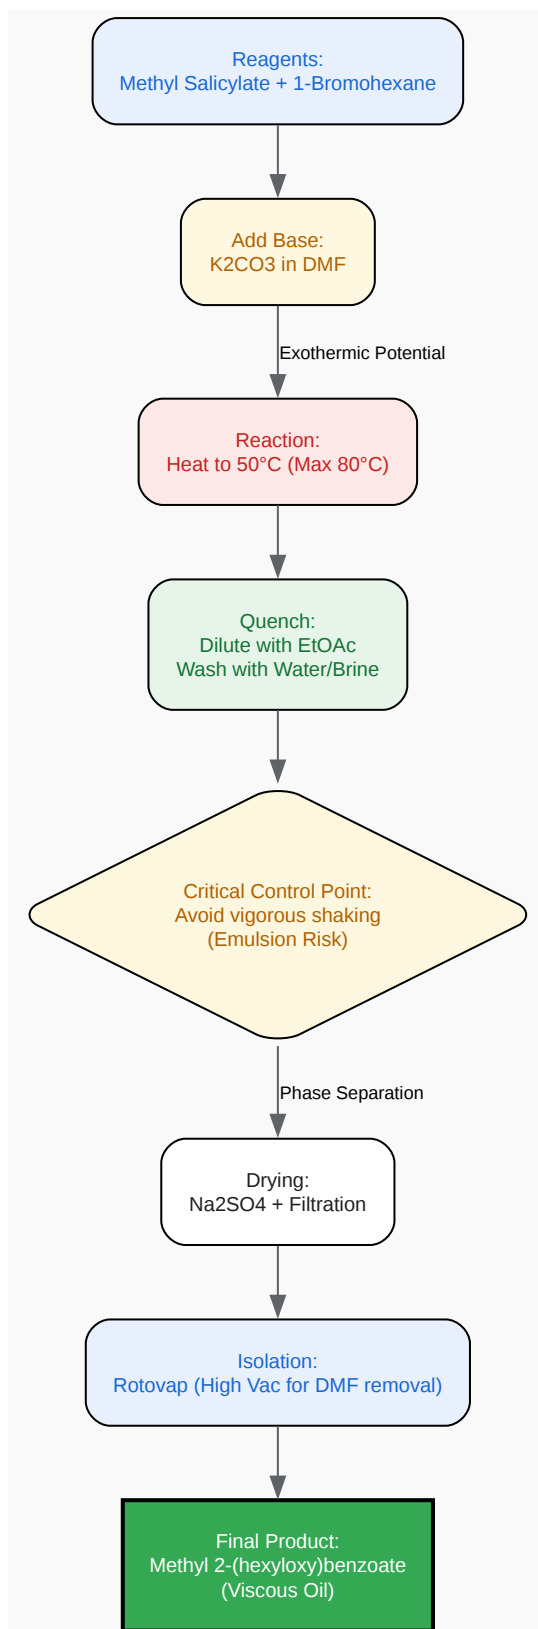 Reagents:
Methyl Salicylate + 1-Bromohexane
Add Base:
K2CO3 in DMF
Exothermic Potential
Reaction:
Heat to 50°C (Max 80°C)
Quench:
Dilute with EtOAc
Wash with Water/Brine
Critical Control Point:
Avoid vigorous shaking
(Emulsion Risk)
Phase Separation
Drying:
Na2SO4 + Filtration
Isolation:
Rotovap (High Vac for DMF removal)
Final Product:
Methyl 2-(hexyloxy)benzoate
(Viscous Oil)